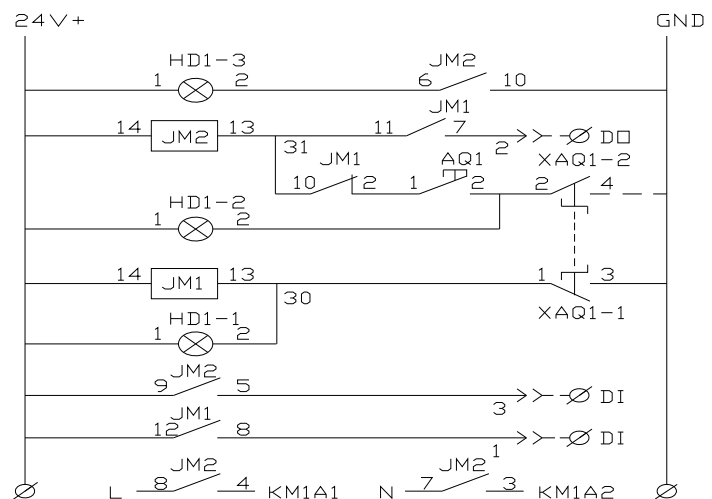 24V+ GND
HD1-3 JM2
1 2 6 10
JM1
14 JM2 13 11 7 DO
31 2
JM1 AQ1 XAQ1-2
10 2 1 2 2 4
HD1-2
1 2
14 JM1 13 1 3
30
HD1-1 XAQ1-1
1 2
JM2
9 5 DI
3
JM1
12 8 DI
1
JM2 JM2
L 8 4 KM1A1 N 7 3 KM1A2